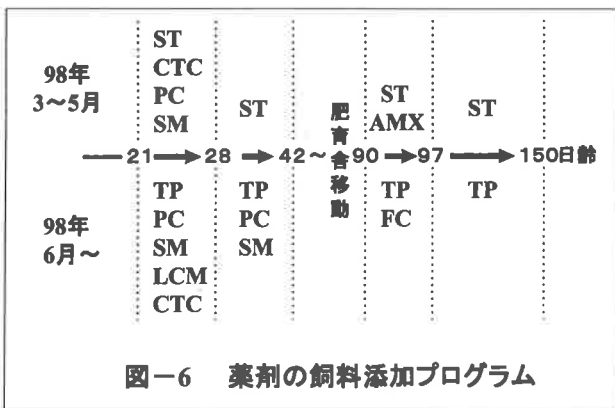 98年
3～5月
ST
CTC
PC
SM
ST
ST
AMX
ST
21 28 42～ 肥育舎移動 90 97 150日齢
98年
6月～
TP
PC
SM
LCM
CTC
TP
PC
SM
TP
FC
TP
図－6 薬剤の飼料添加プログラム